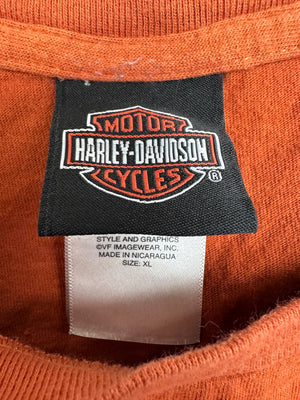 MOTOR
HARLEY-DAVIDSON
CYCLES
®
STYLE AND GRAPHICS
©VF IMAGEWEAR, INC.
MADE IN NICARAGUA
SIZE: XL